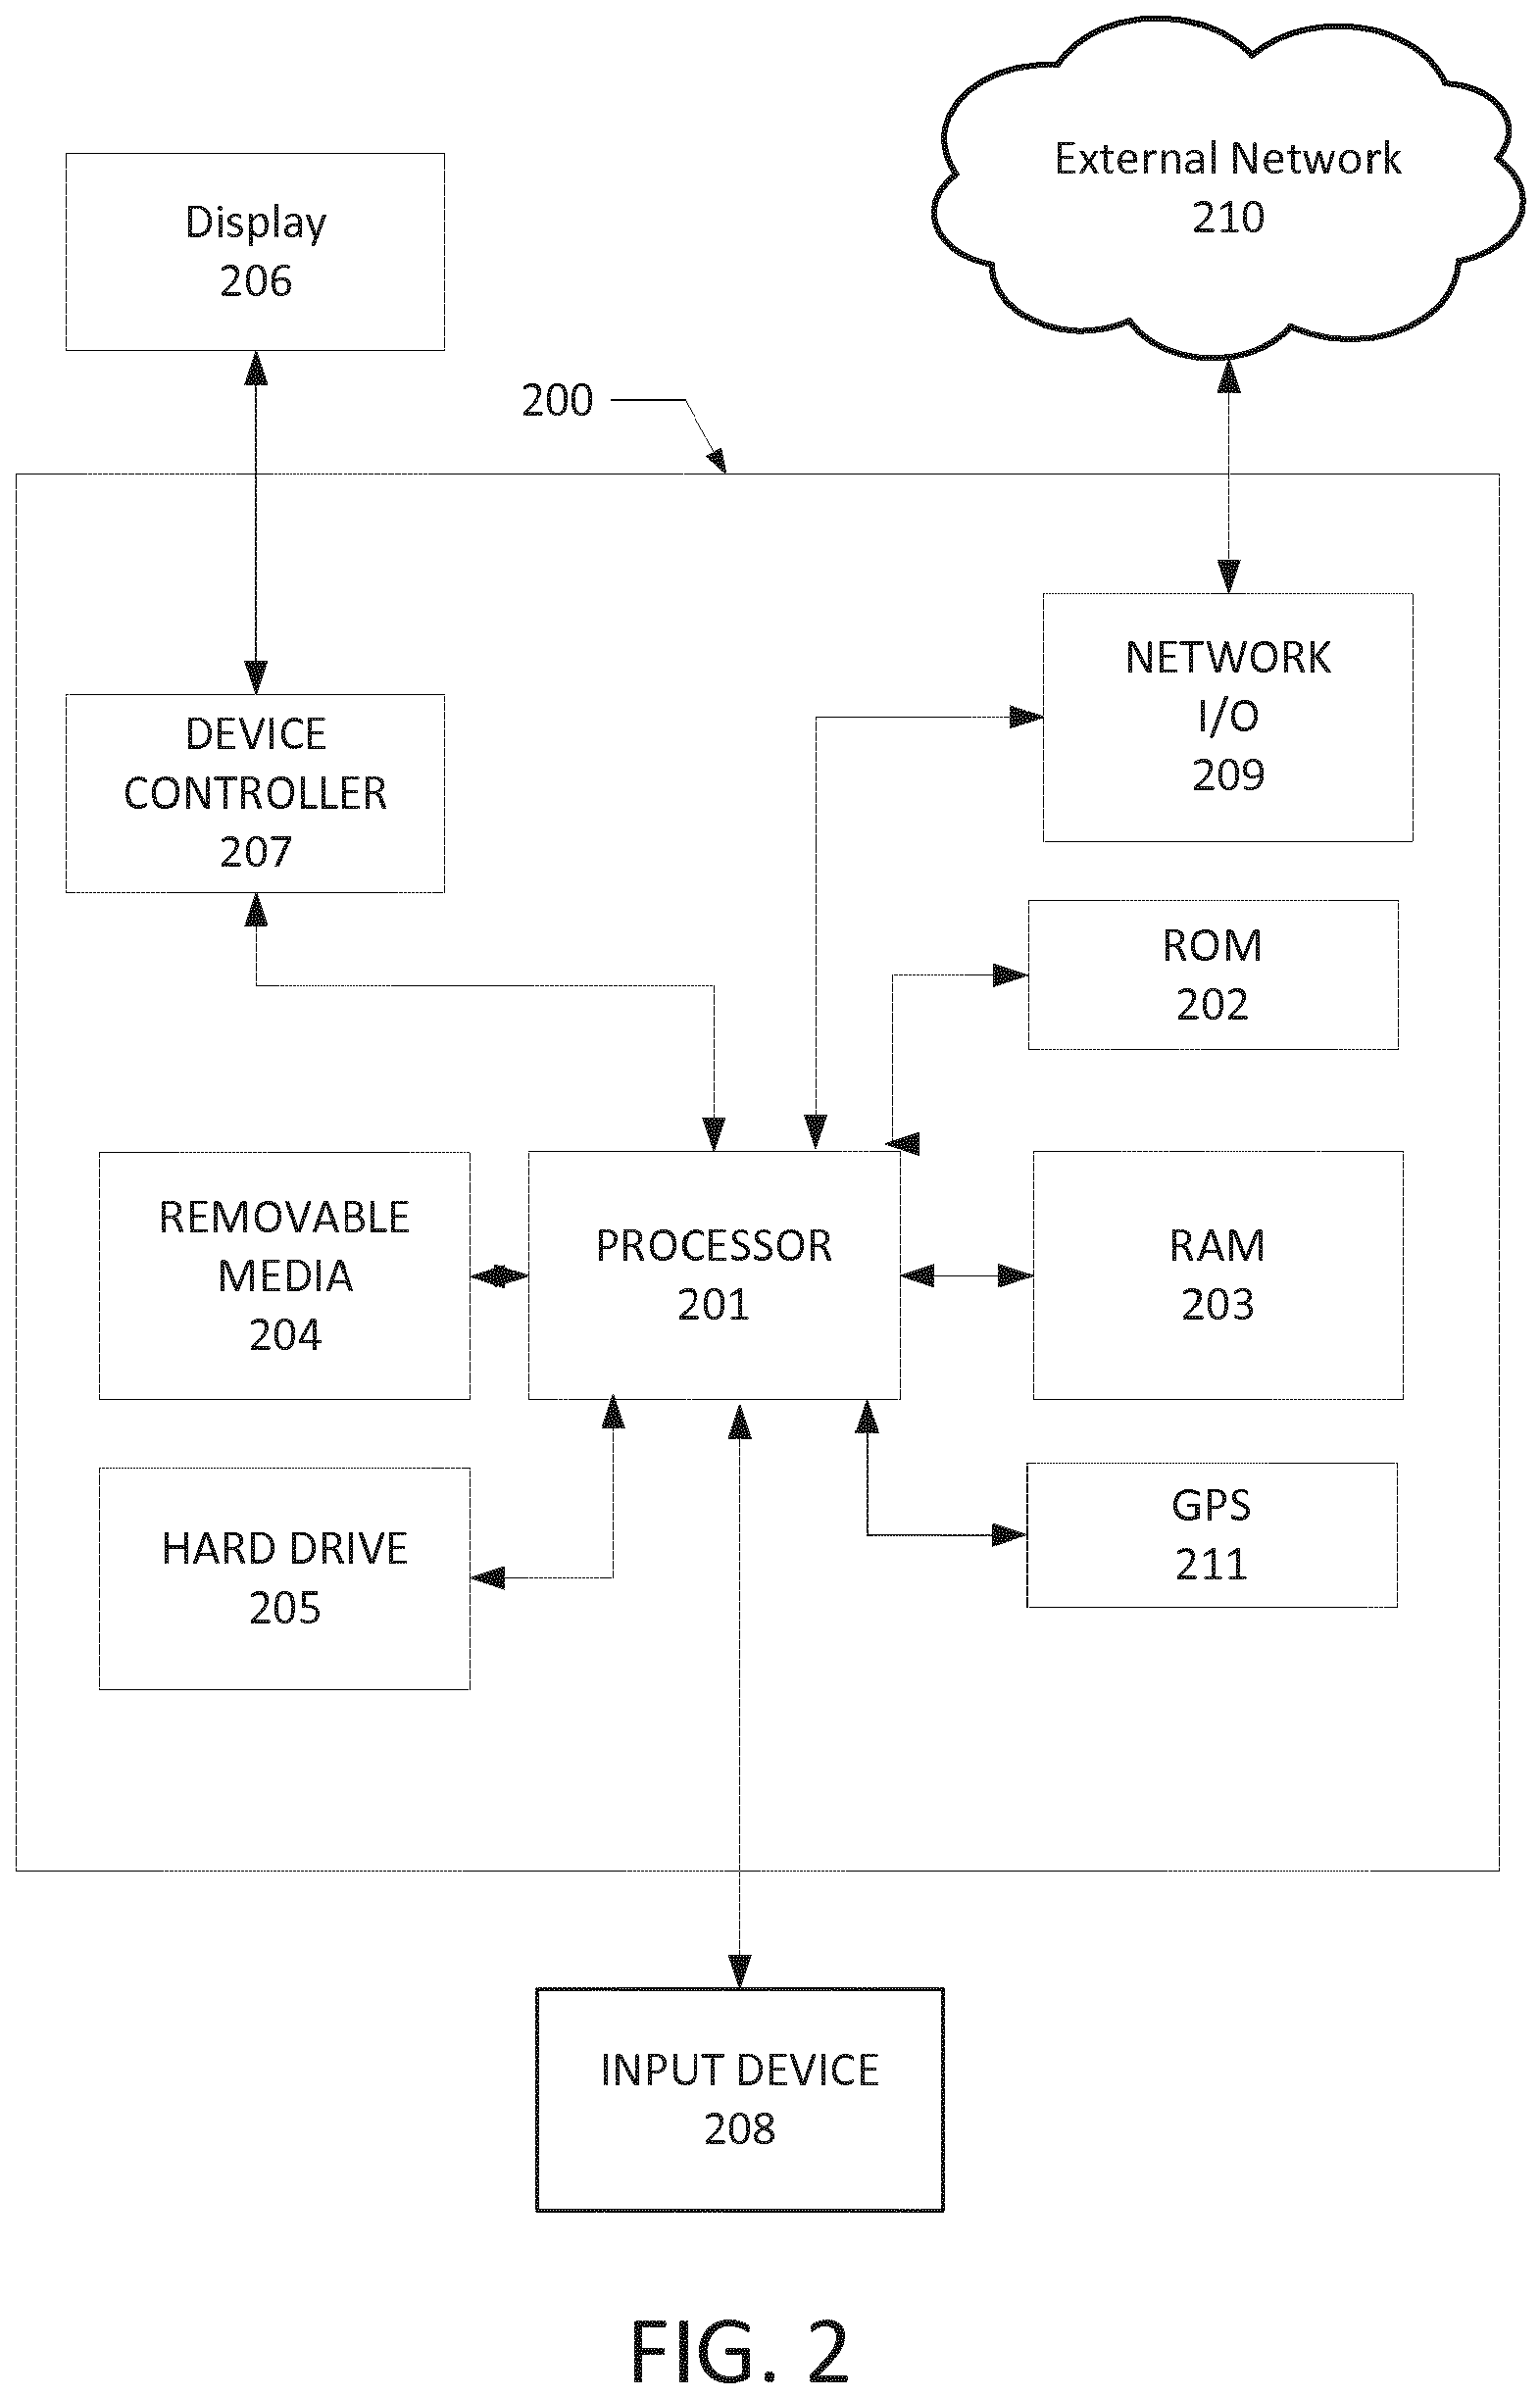 External Network
210
Display
206
200
NETWORK
I/O
209
DEVICE
CONTROLLER
207
ROM
202
REMOVABLE
MEDIA
204
PROCESSOR
201
RAM
203
HARD DRIVE
205
GPS
211
INPUT DEVICE
208
FIG. 2